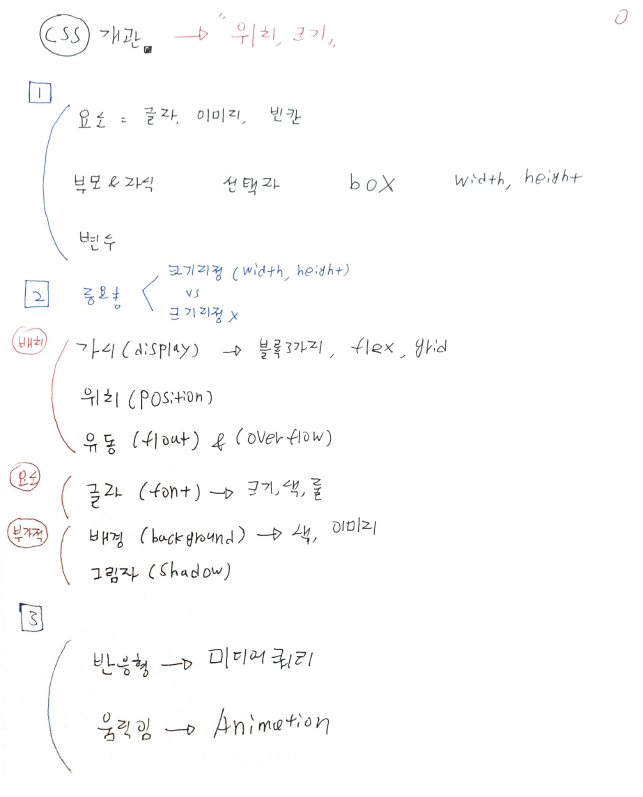 CSS 개관. → "위치, 크기"
0
1
요소 = 글자, 이미지, 빈칸
부모 & 자식 선택자 box width, height
변수
크기지정 (width, height)
2 중요함 vs
크기지정 x
배치 가시(display) → 블록3가지, flex, grid
위치(Position)
유동 (float) & (overflow)
요소 글자 (font) → 크기, 색,
부가적 배경 (background) → 색, 이미지
그림자 (Shadow)
3
반응형 → 미디어쿼리
움직임 → Animation